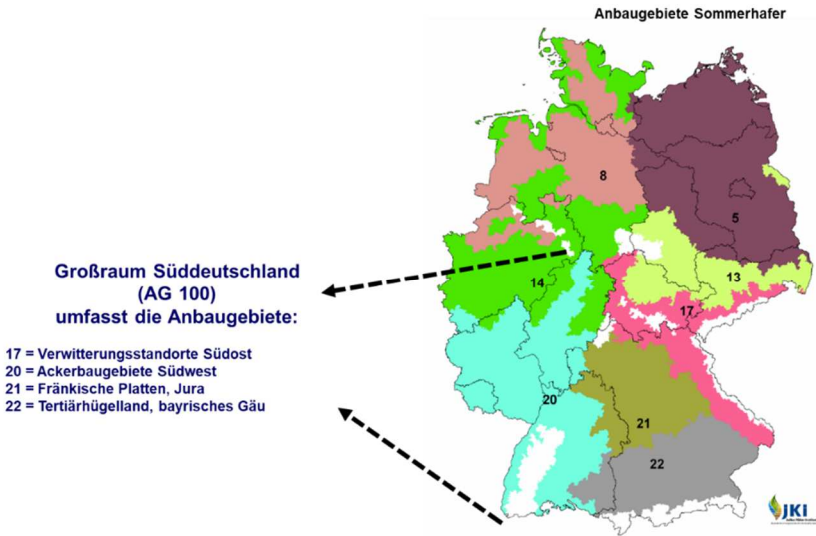 Anbaugebiete Sommerhafer
8
5
Großraum Süddeutschland
(AG 100)
umfasst die Anbaugebiete:
14
13
17
17 = Verwitterungsstandorte Südost
20 = Ackerbaugebiete Südwest
21 = Fränkische Platten, Jura
22 = Tertiärhügelland, bayrisches Gäu
20
21
22
JKI